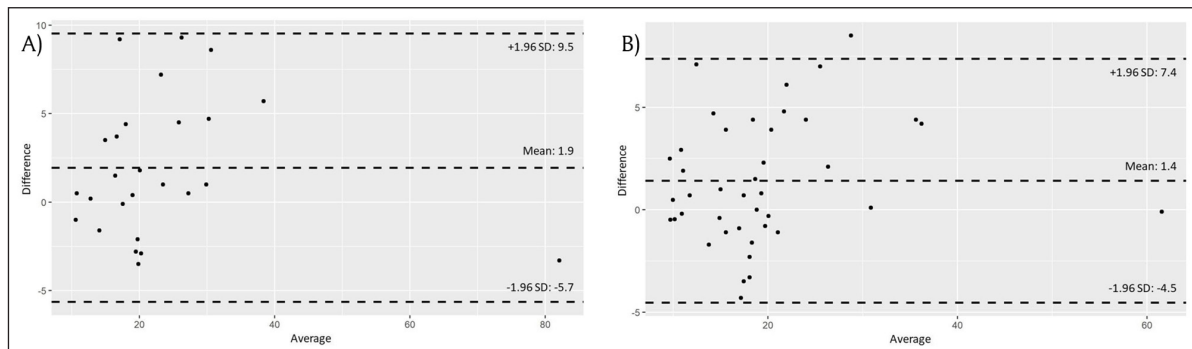 A)
10
5
0
-5
Difference
+1.96 SD: 9.5
Mean: 1.9
-1.96 SD: -5.7
20
40
60
80
Average
B)
5
0
-5
Difference
+1.96 SD: 7.4
Mean: 1.4
-1.96 SD: -4.5
20
40
60
Average